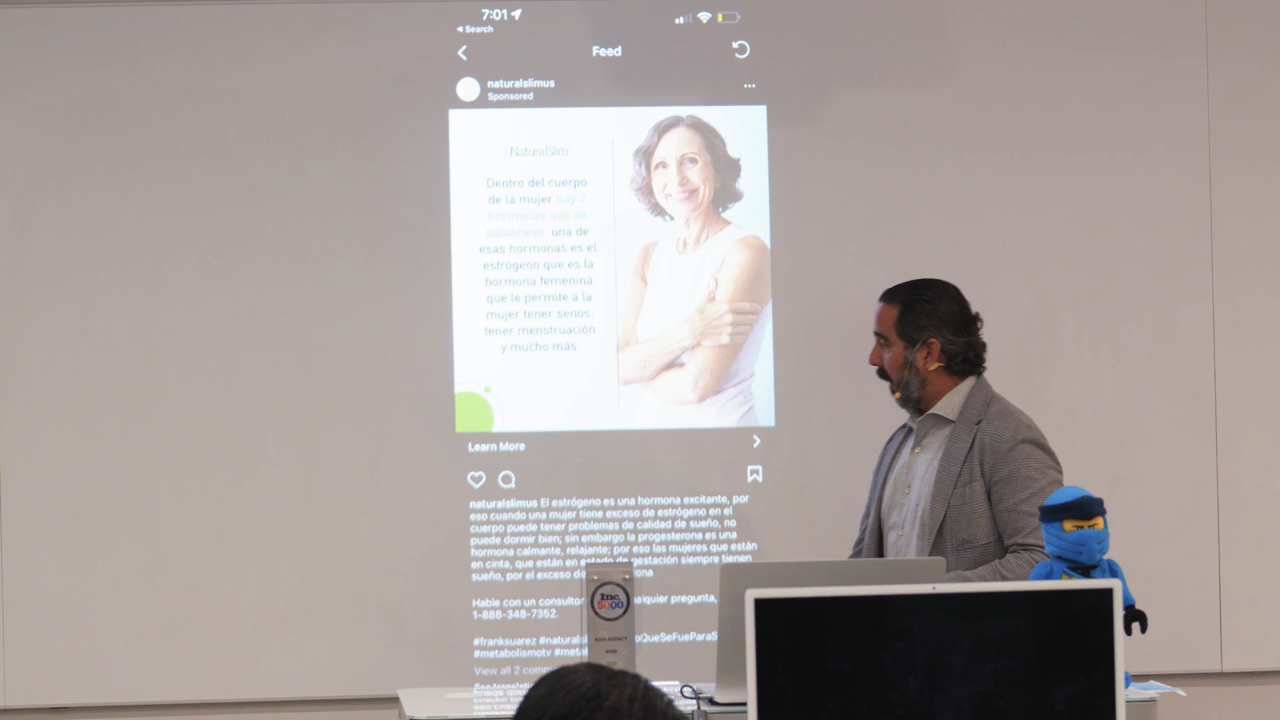 7:01
Search
Feed
naturalslimus
Sponsored
NaturalSlim
Dentro del cuerpo
de la mujer hay 2
hormonas que se
balancean, una de
esas hormonas es el
estrógeno que es la
hormona femenina
que le permite a la
mujer tener senos,
tener menstruación
y mucho más.
Learn More
naturalslimus El estrógeno es una hormona excitante, por
eso cuando una mujer tiene exceso de estrógeno en el
cuerpo puede tener problemas de calidad de sueño, no
puede dormir bien; sin embargo la progesterona es una
hormona calmante, relajante; por eso las mujeres que están
en cinta, que están en estado de gestación siempre tienen
sueño, por el exceso de
Hable con un consultor
1-888-348-7352.
#franksuarez
#metabolismotv
View all 2
See translation
Inc.
5000